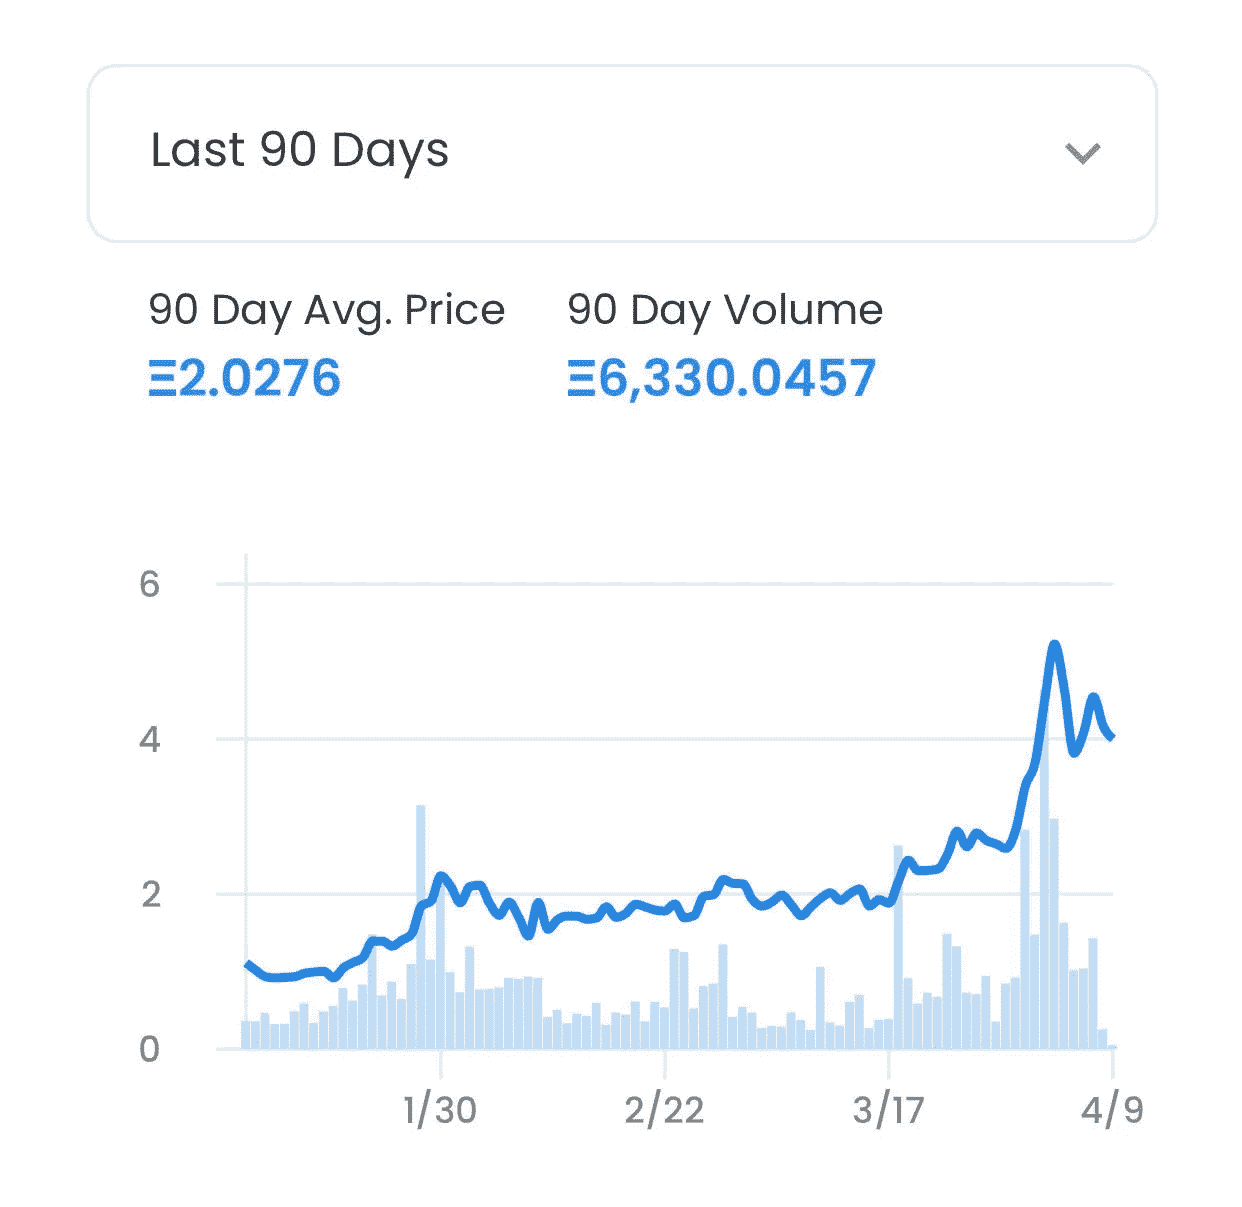 Last 90 Days
90 Day Avg. Price 90 Day Volume
Ξ2.0276 Ξ6,330.0457
6
4
2
0
1/30 2/22 3/17 4/9